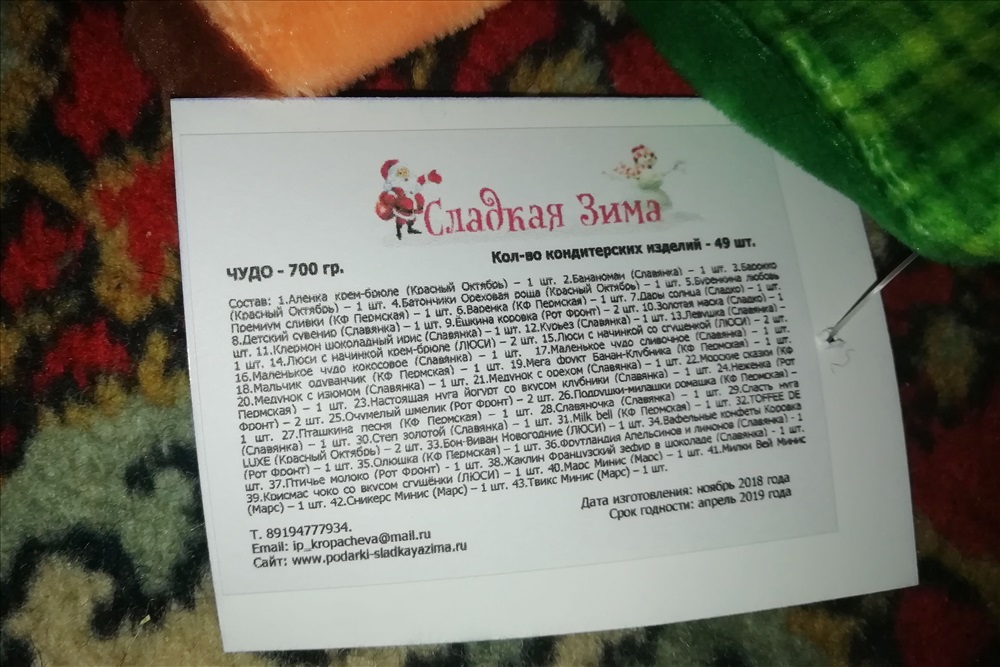 Сладкая Зима
ЧУДО - 700 гр.
Кол-во кондитерских изделий - 49 шт.
Состав: 1.Аленка крем-брюле (Красный Октябрь) – 1 шт. 2.Бананоман (Славянка) – 1 шт. 3.Барокко
(Красный Октябрь) – 1 шт. 4.Батончики Ореховая роща (Красный Октябрь) – 1 шт. 5.Буренкина любовь
Премиум сливки (КФ Пермская) – 1 шт. 6.Варенка (КФ Пермская) – 1 шт. 7.Дары солнца (Сладко) – 1 шт.
8.Детский сувенир (Славянка) – 1 шт. 9.Ёшкина коровка (Рот Фронт) – 2 шт. 10.Золотая маска (Сладко) – 1
шт. 11.Клермон шоколадный ирис (Славянка) – 1 шт. 12.Курьез (Славянка) – 1 шт. 13.Левушка (Славянка) –
1 шт. 14.Люси с начинкой крем-брюле (ЛЮСИ) – 2 шт. 15.Люси с начинкой со сгущенкой (ЛЮСИ) – 2 шт.
16.Маленькое чудо кокосовое (Славянка) – 1 шт. 17.Маленькое чудо сливочное (Славянка) – 1 шт.
18.Мальчик одуванчик (КФ Пермская) – 1 шт. 19.Мега фрукт Банан-Клубника (КФ Пермская) – 1 шт.
20.Медунок с изюмом (Славянка) – 1 шт. 21.Медунок с орехом (Славянка) – 1 шт. 22.Морские сказки (КФ
Пермская) – 1 шт. 23.Настоящая нуга йогурт со вкусом клубники (Славянка) – 1 шт. 24.Неженка (Рот
Фронт) – 2 шт. 25.Очумелый шмелик (Рот Фронт) – 2 шт. 26.Подушки-милашки ромашка (КФ Пермская) –
1 шт. 27.Пташкина песня (КФ Пермская) – 1 шт. 28.Славяночка (Славянка) – 1 шт. 29.Сласть нуга
(Славянка) – 1 шт. 30.Степ золотой (Славянка) – 1 шт. 31.Milk bell (КФ Пермская) – 1 шт. 32.TOFFEE DE
LUXE (Красный Октябрь) – 2 шт. 33.Бон-Виван Новогодние (ЛЮСИ) – 1 шт. 34.Вафельные конфеты Коровка
(Рот Фронт) – 1 шт. 35.Олюшка (КФ Пермская) – 1 шт. 36.Фрутландия Апельсинов и лимонов (Славянка) – 1
шт. 37.Птичье молоко (Рот Фронт) - 1 шт. 38.Жаклин Французский зефир в шоколаде (Славянка) - 1 шт.
39.Крисмас чоко со вкусом сгущёнки (ЛЮСИ) – 1 шт. 40.Марс Минис (Марс) – 1 шт. 41.Милки Вей Минис
(Марс) – 1 шт. 42.Сникерс Минис (Марс) – 1 шт. 43.Твикс Минис (Марс) – 1 шт.
Дата изготовления: ноябрь 2018 года
Срок годности: апрель 2019 года
Т. 89194777934.
Email: ip_kropacheva@mail.ru
Сайт: www.podarki-sladkayazima.ru